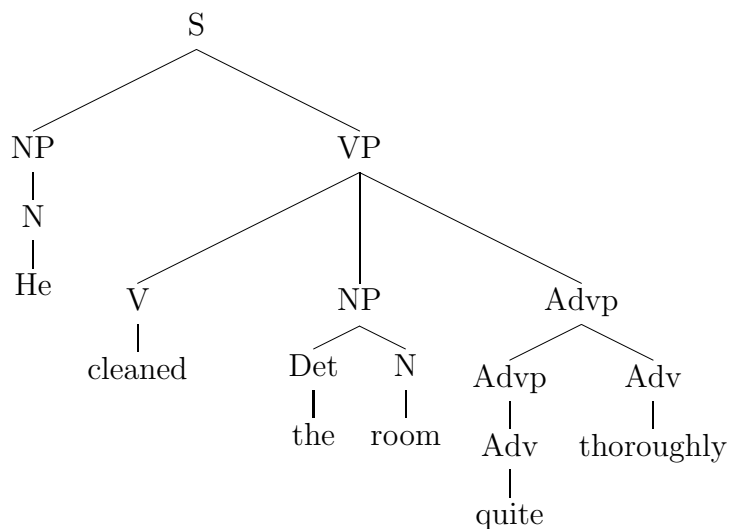 S
NP VP
N
He V NP Advp
cleaned Det N Advp Adv
the room Adv thoroughly
quite